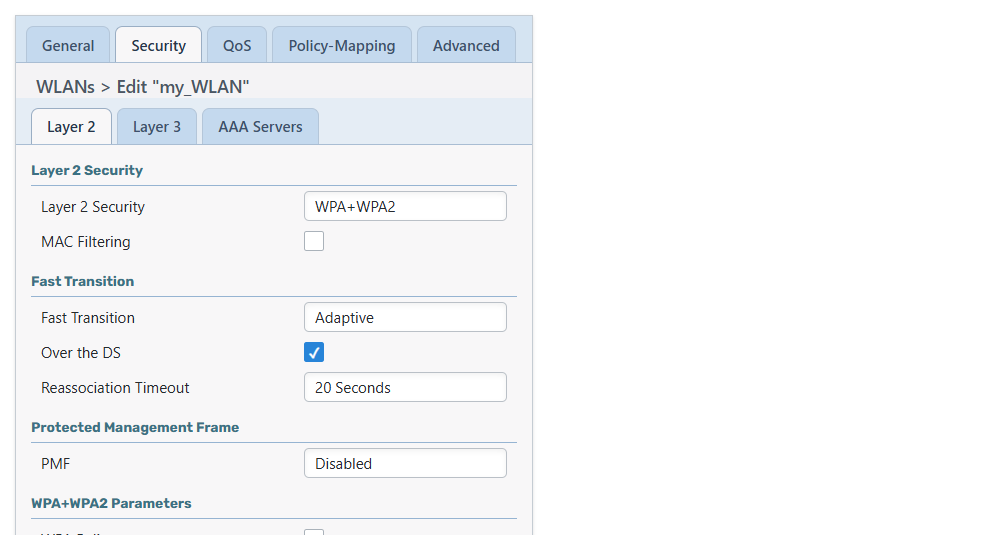 General Security QoS Policy-Mapping Advanced
WLANs > Edit "my_WLAN"
Layer 2 Layer 3 AAA Servers
Layer 2 Security
Layer 2 Security WPA+WPA2
MAC Filtering
Fast Transition
Fast Transition Adaptive
Over the DS
Reassociation Timeout 20 Seconds
Protected Management Frame
PMF Disabled
WPA+WPA2 Parameters